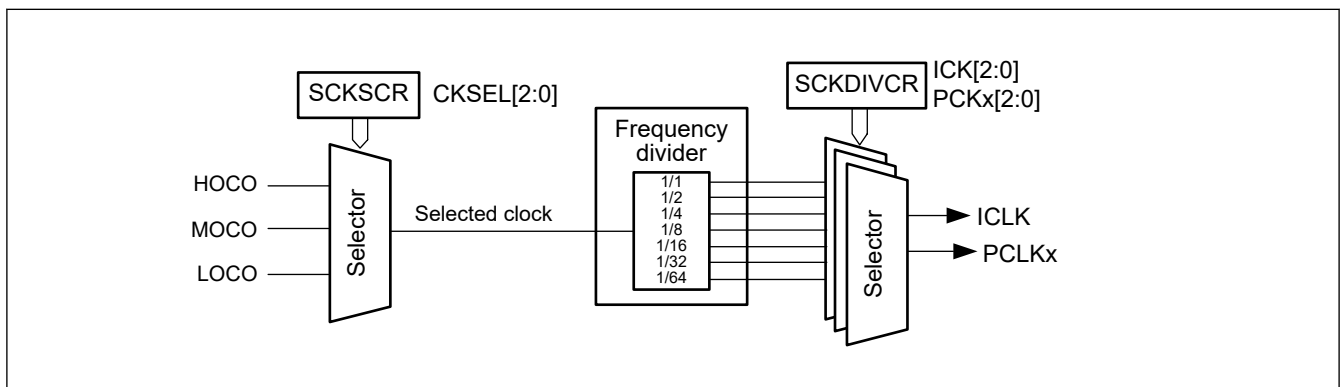 SCKSCR
CKSEL[2:0]
SCKDIVCR
ICK[2:0]
PCKx[2:0]
Frequency
divider
HOCO
MOCO
LOCO
Selector
Selected clock
1/1
1/2
1/4
1/8
1/16
1/32
1/64
Selector
ICLK
PCLKx